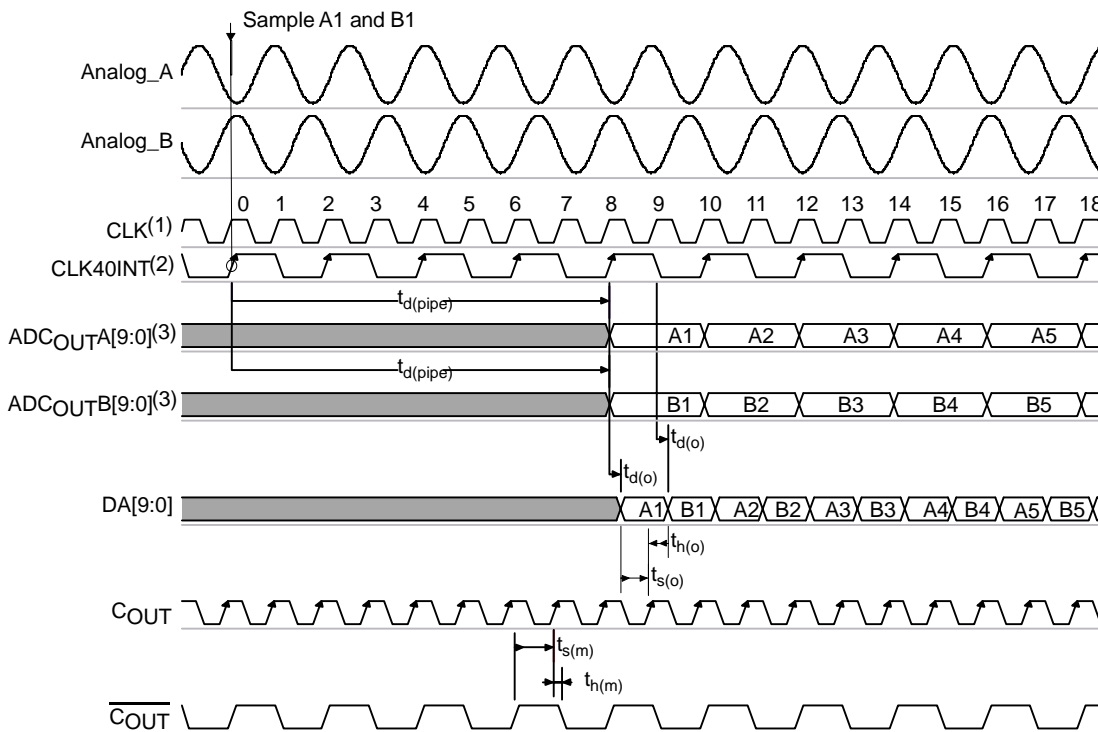 Sample A1 and B1
Analog_A
Analog_B
0 1 2 3 4 5 6 7 8 9 10 11 12 13 14 15 16 17 18
CLK(1)
CLK40INT(2)
td(pipe)
ADCOUTA[9:0](3)
A1 A2 A3 A4 A5
td(pipe)
ADCOUTB[9:0](3)
B1 B2 B3 B4 B5
td(o)
td(o)
DA[9:0]
A1 B1 A2 B2 A3 B3 A4 B4 A5 B5
th(o)
ts(o)
COUT
ts(m)
th(m)
COUT